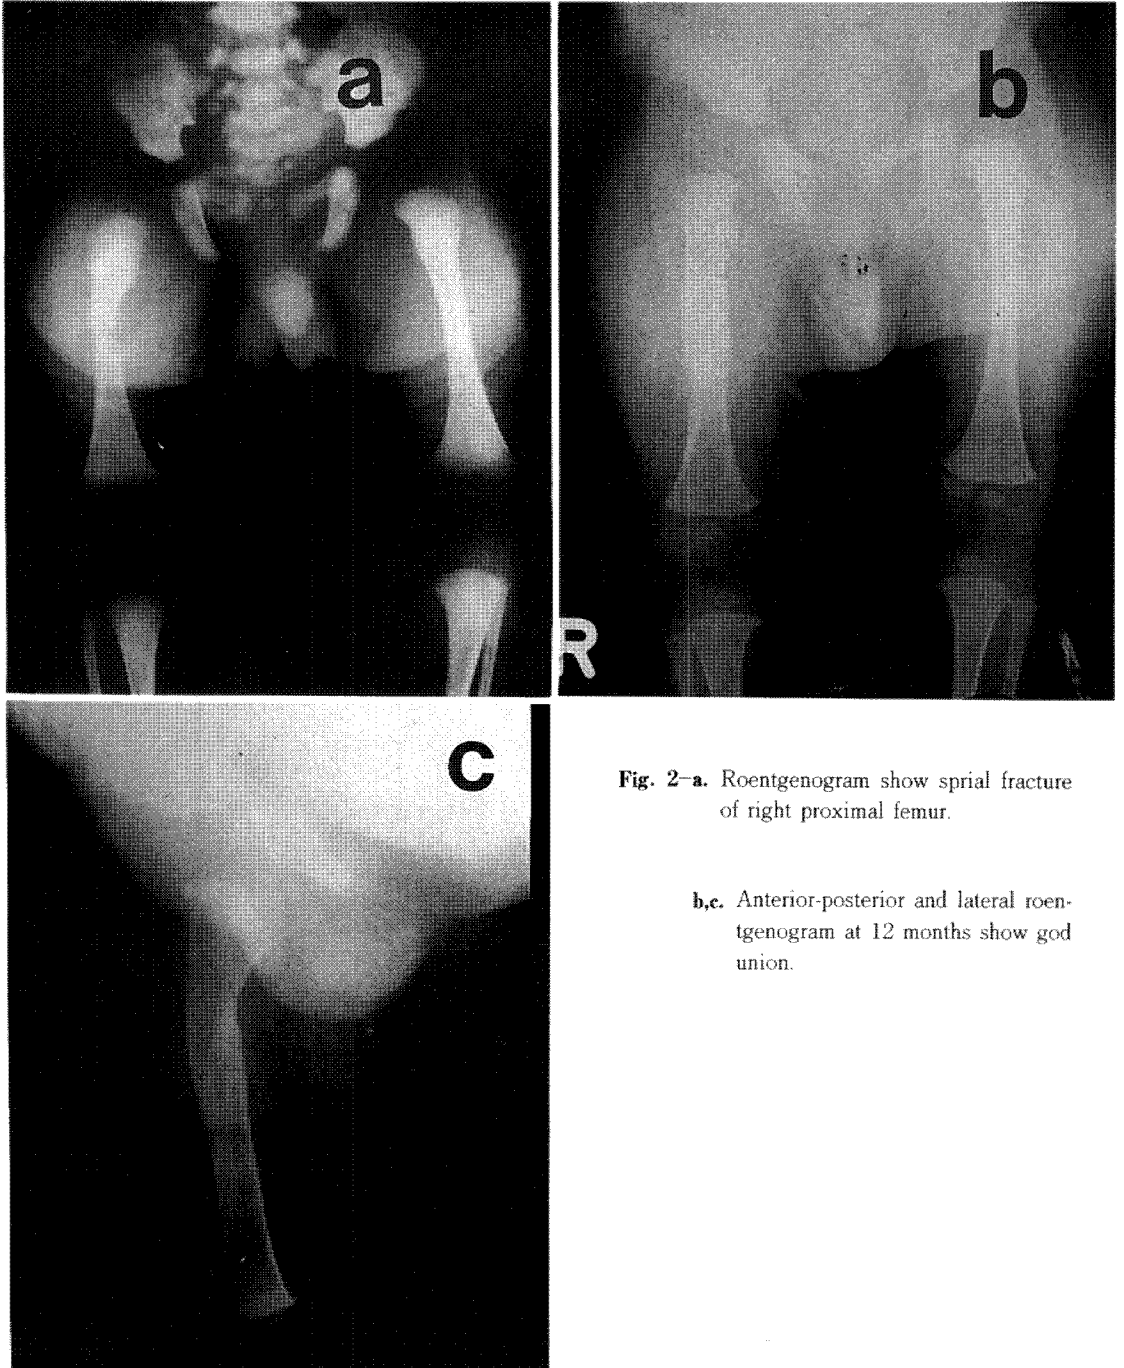 a
b
R
c
Fig. 2-a. Roentgenogram show sprial fracture
of right proximal femur.
b,c. Anterior-posterior and lateral roen-
tgenogram at 12 months show god
union.